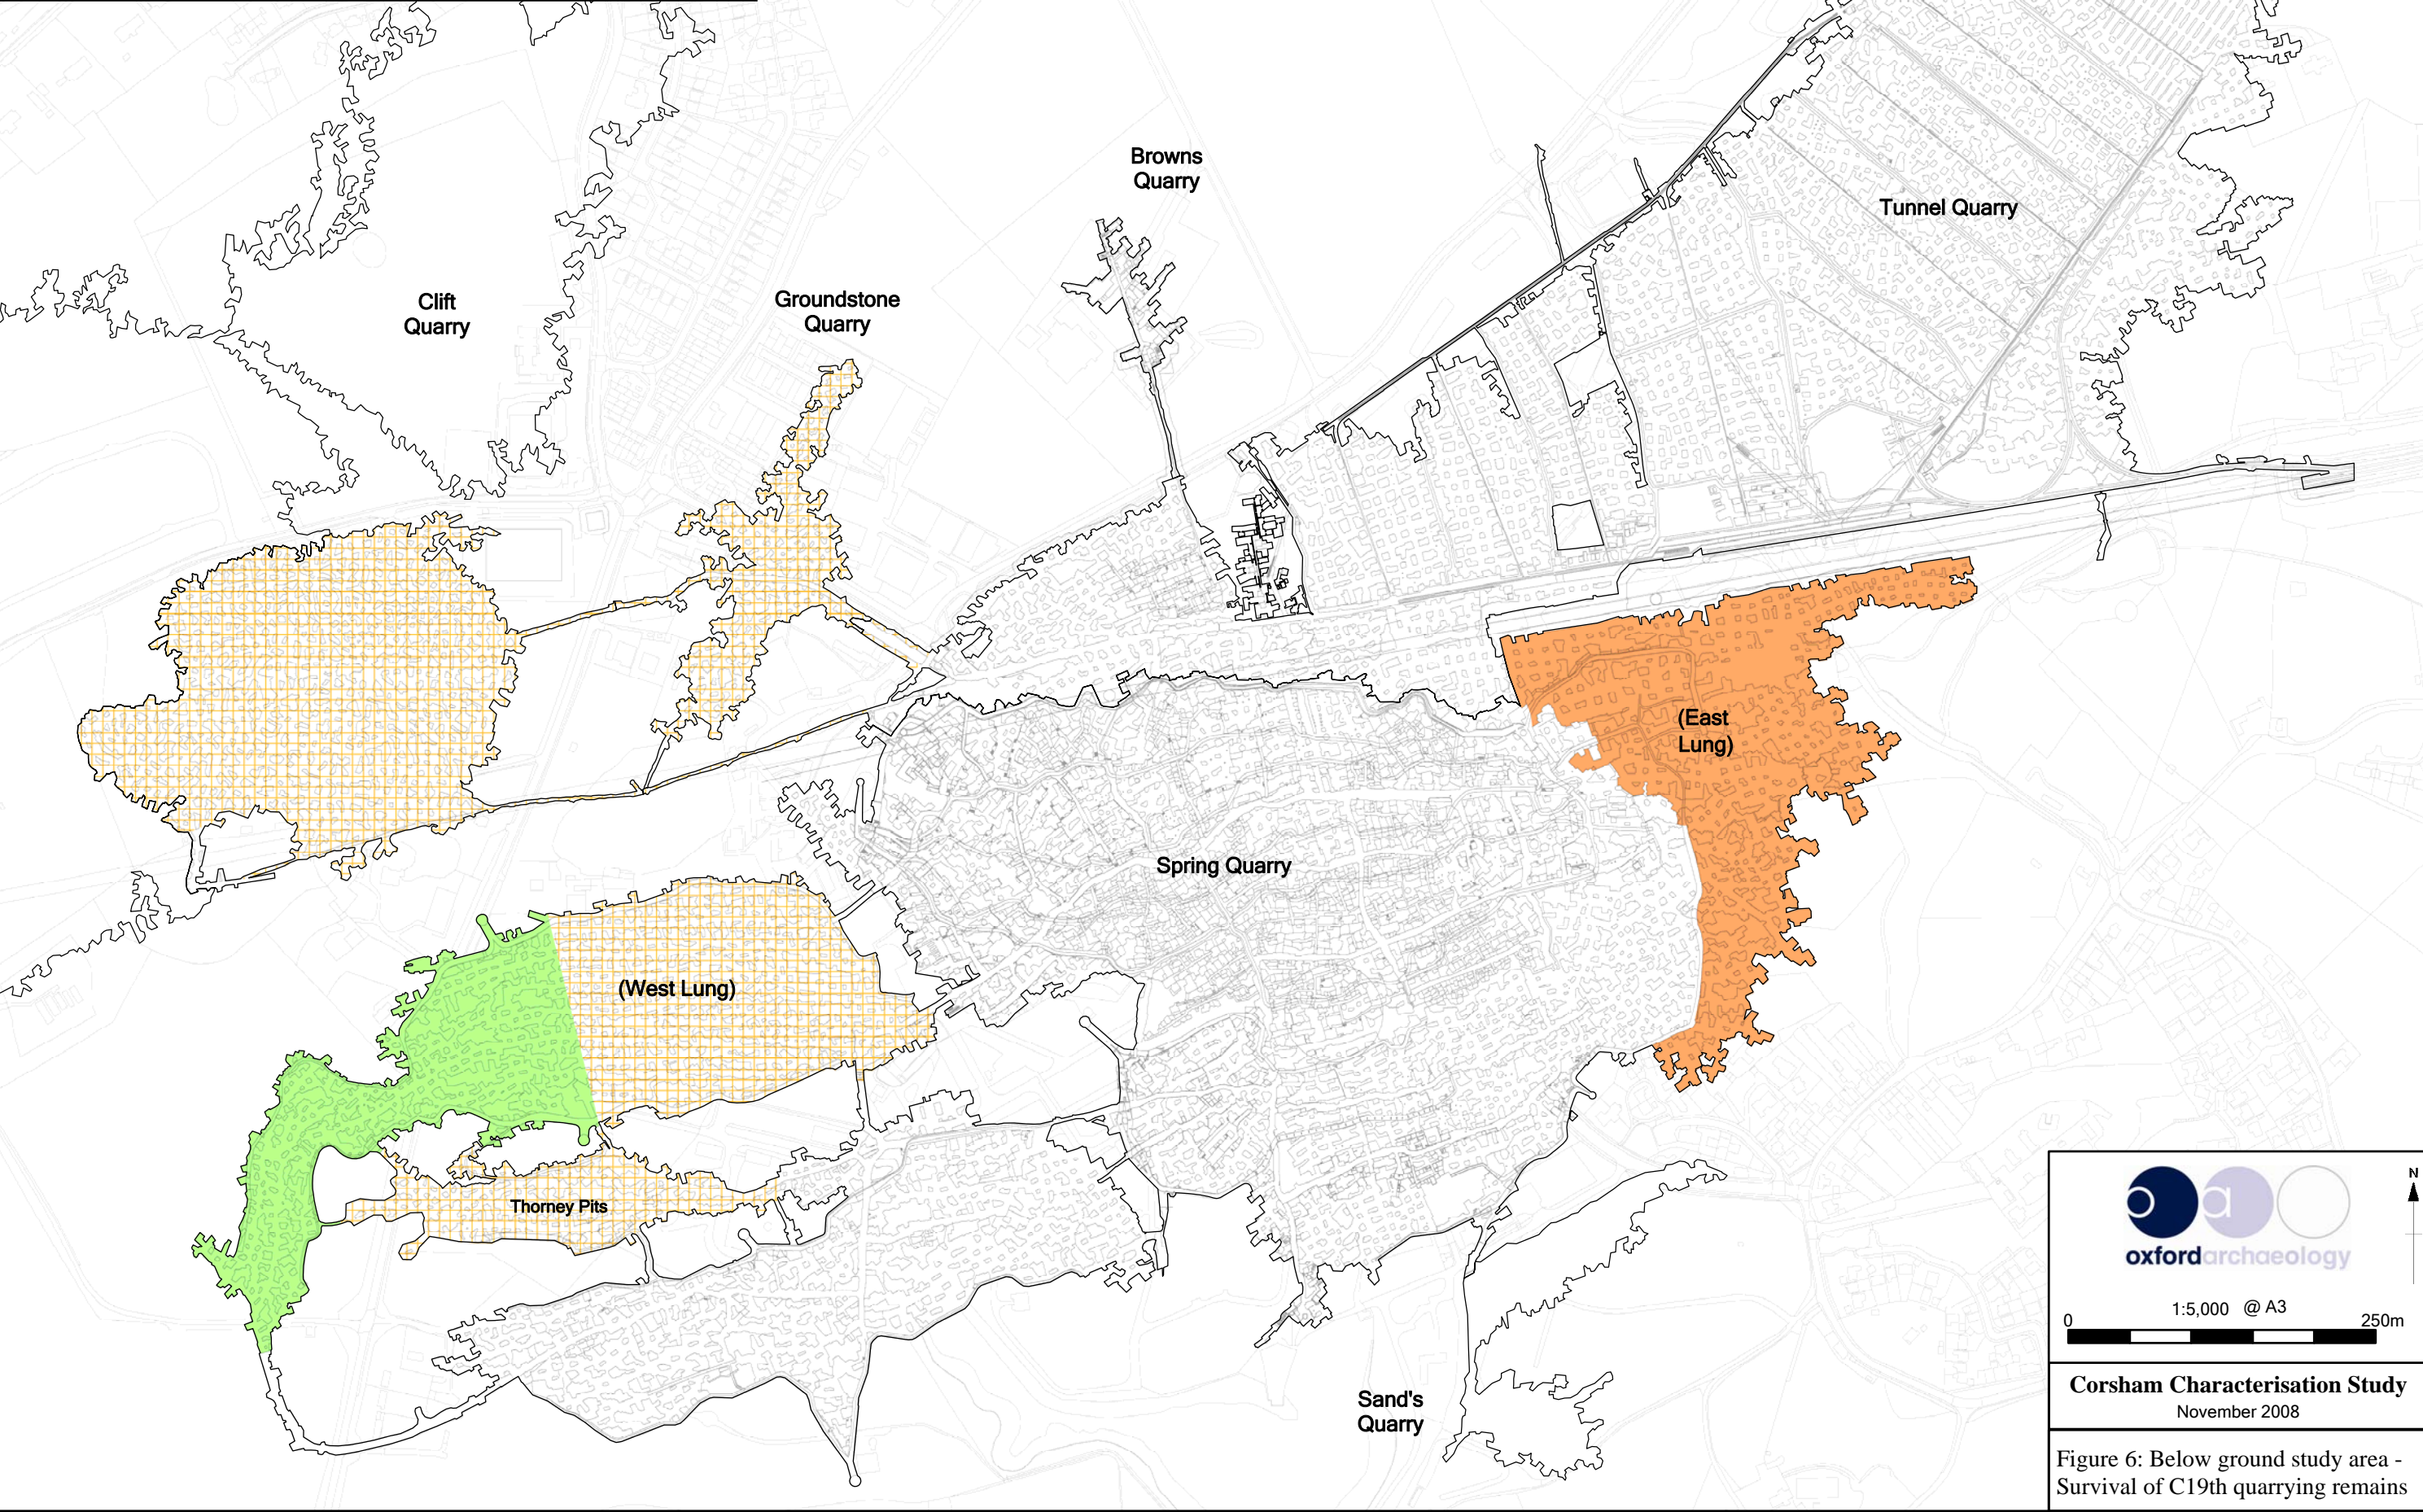 Browns
Quarry
Tunnel Quarry
Clift
Quarry
Groundstone
Quarry
(East
Lung)
Spring Quarry
(West Lung)
Thorney Pits
Sand's
Quarry
N
oa
oxfordarchaeology
1:5,000 @ A3
0 250m
Corsham Characterisation Study
November 2008
Figure 6: Below ground study area -
Survival of C19th quarrying remains